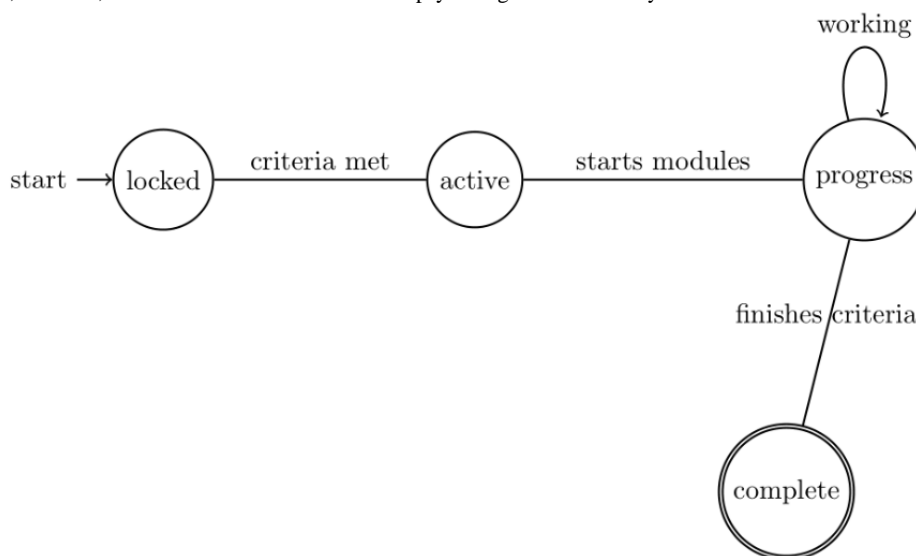 working
start
locked
criteria met
active
starts modules
progress
finishes criteria
complete